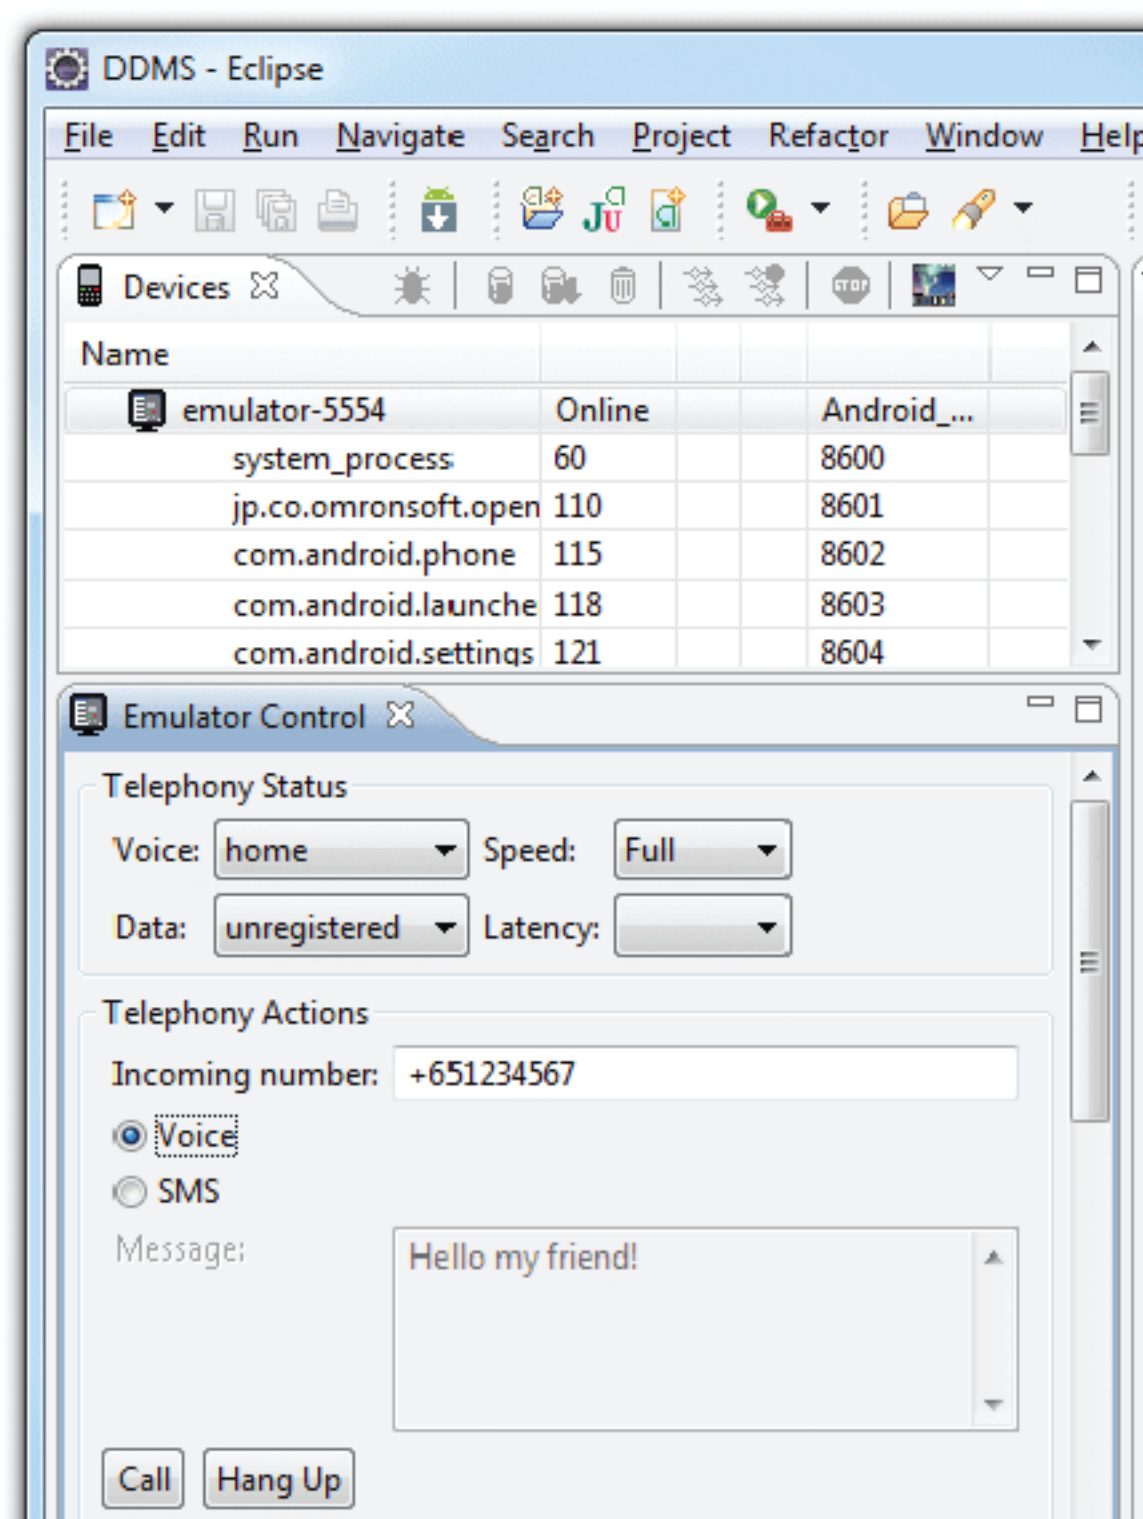 DDMS - Eclipse
File Edit Run Navigate Search Project Refactor Window Help
Devices
STOP
Name
emulator-5554 Online Android_...
system_process 60 8600
jp.co.omronsoft.open 110 8601
com.android.phone 115 8602
com.android.launche 118 8603
com.android.settings 121 8604
Emulator Control
Telephony Status
Voice: home Speed: Full
Data: unregistered Latency:
Telephony Actions
Incoming number: +651234567
Voice
SMS
Message: Hello my friend!
Call Hang Up